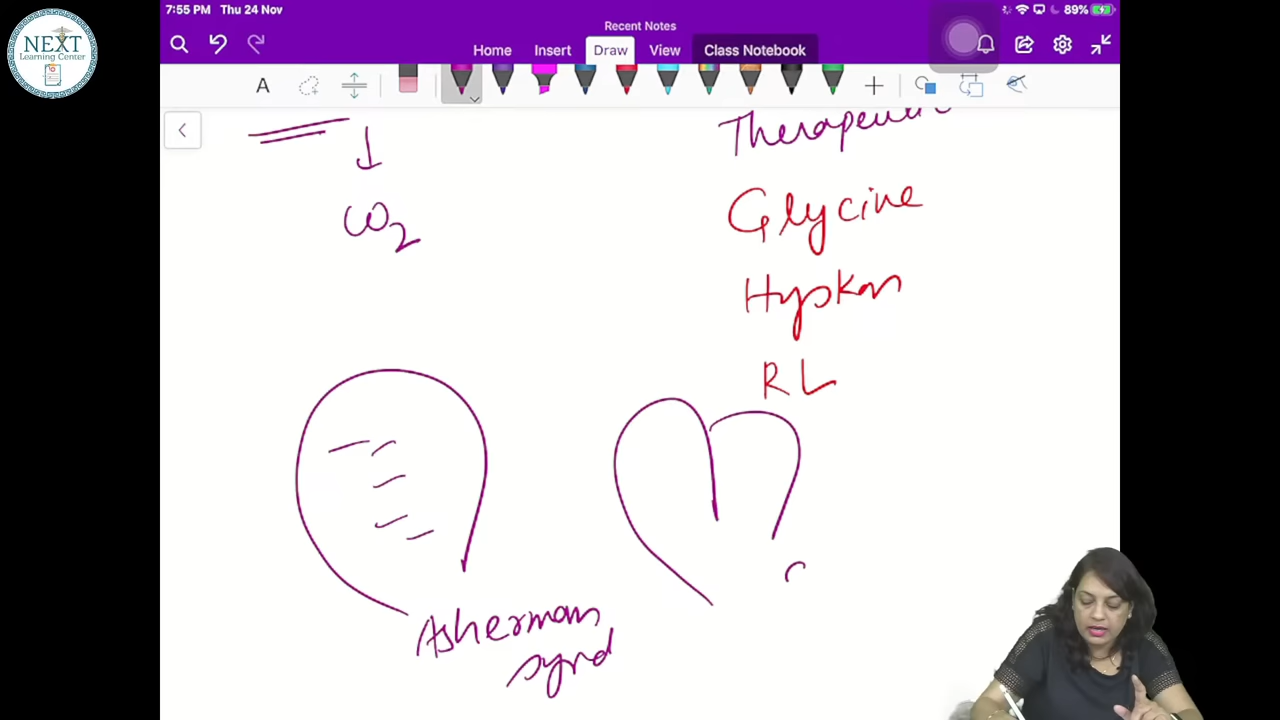 7:55 PM Thu 24 Nov
89%
Recent Notes
Home Insert Draw View Class Notebook
NEXT
Learning Center
A
CO2
Glycine
Hyskon
RL
Asherman
synd